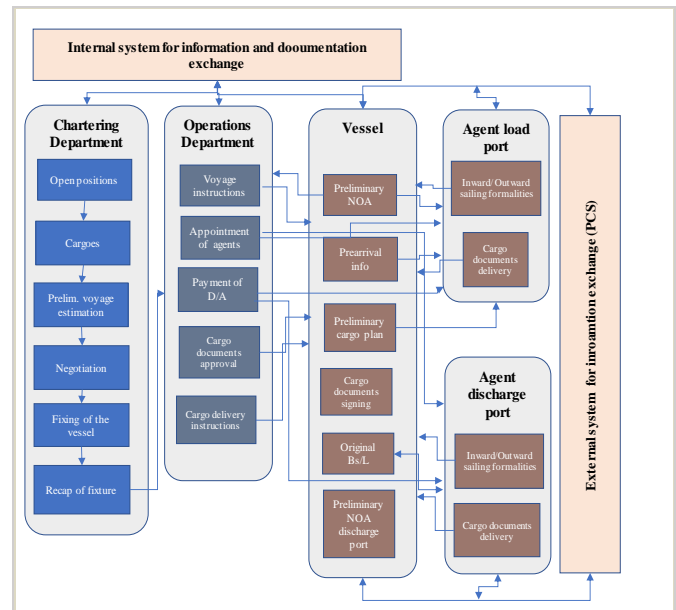 Internal system for information and dooumentation
exchange
Chartering
Department
Open positions
Cargoes
Prelim. voyage
estimation
Negotiation
Fixing of the
vessel
Recap of fixture
Operations
Department
Voyage
instructions
Appointment
of agents
Payment of
D/A
Cargo
documents
approval
Cargo delivery
instructions
Vessel
Preliminary
NOA
Prearrival
info
Preliminary
cargo plan
Cargo
documents
signing
Original
Bs/L
Preliminary
NOA
discharge
port
Agent load
port
Inward/Outward
sailing formalities
Cargo
documents
delivery
Agent
discharge
port
Inward/Outward
sailing formalities
Cargo documents
delivery
External system for inroamtion exchange (PCS)